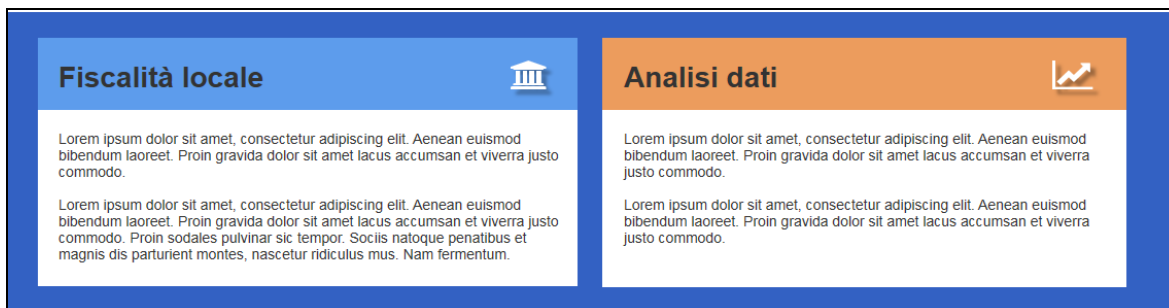 Fiscalità locale
Lorem ipsum dolor sit amet, consectetur adipiscing elit. Aenean euismod
bibendum laoreet. Proin gravida dolor sit amet lacus accumsan et viverra justo
commodo.
Lorem ipsum dolor sit amet, consectetur adipiscing elit. Aenean euismod
bibendum laoreet. Proin gravida dolor sit amet lacus accumsan et viverra justo
commodo. Proin sodales pulvinar sic tempor. Sociis natoque penatibus et
magnis dis parturient montes, nascetur ridiculus mus. Nam fermentum.
Analisi dati
Lorem ipsum dolor sit amet, consectetur adipiscing elit. Aenean euismod
bibendum laoreet. Proin gravida dolor sit amet lacus accumsan et viverra
justo commodo.
Lorem ipsum dolor sit amet, consectetur adipiscing elit. Aenean euismod
bibendum laoreet. Proin gravida dolor sit amet lacus accumsan et viverra
justo commodo.